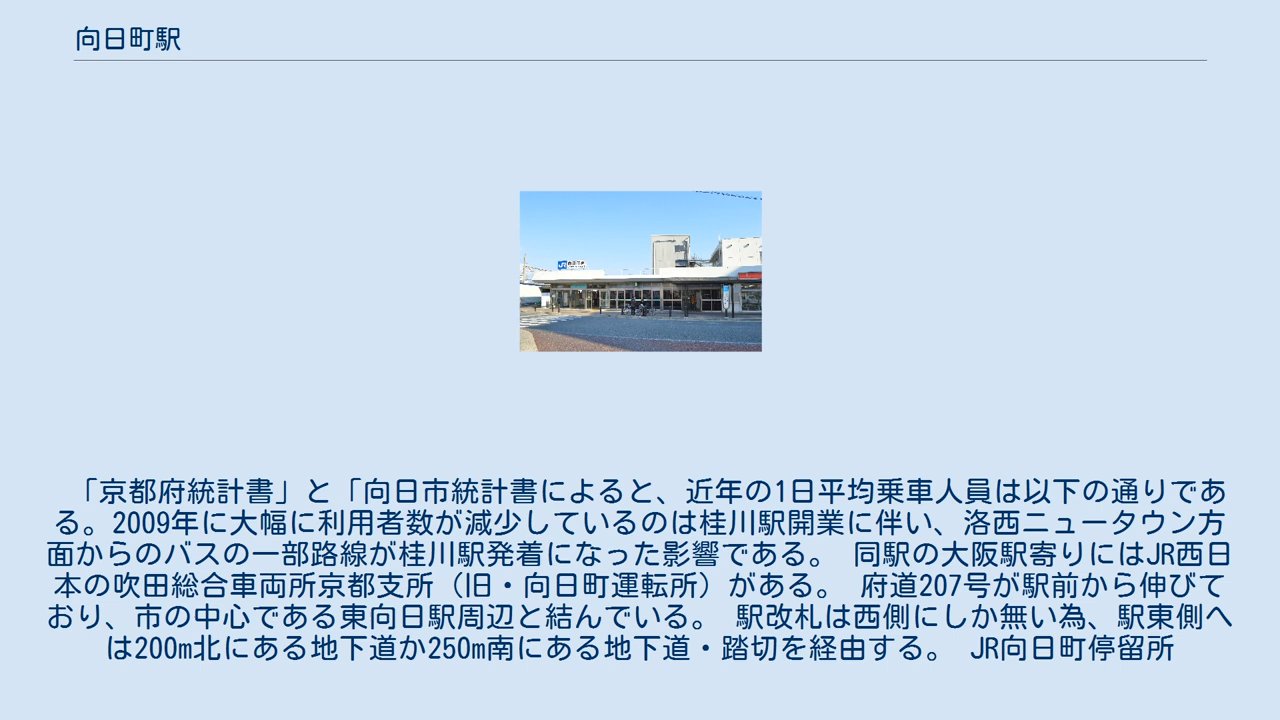 向日町駅
JR
「京都府統計書」と「向日市統計書によると、近年の1日平均乗車人員は以下の通りであ
る。2009年に大幅に利用者数が減少しているのは桂川駅開業に伴い、洛西ニュータウン方
面からのバスの一部路線が桂川駅発着になった影響である。 同駅の大阪駅寄りにはJR西日
本の吹田総合車両所京都支所（旧・向日町運転所）がある。 府道207号が駅前から伸びて
おり、市の中心である東向日駅周辺と結んでいる。 駅改札は西側にしか無い為、駅東側へ
は200m北にある地下道か250m南にある地下道・踏切を経由する。 JR向日町停留所